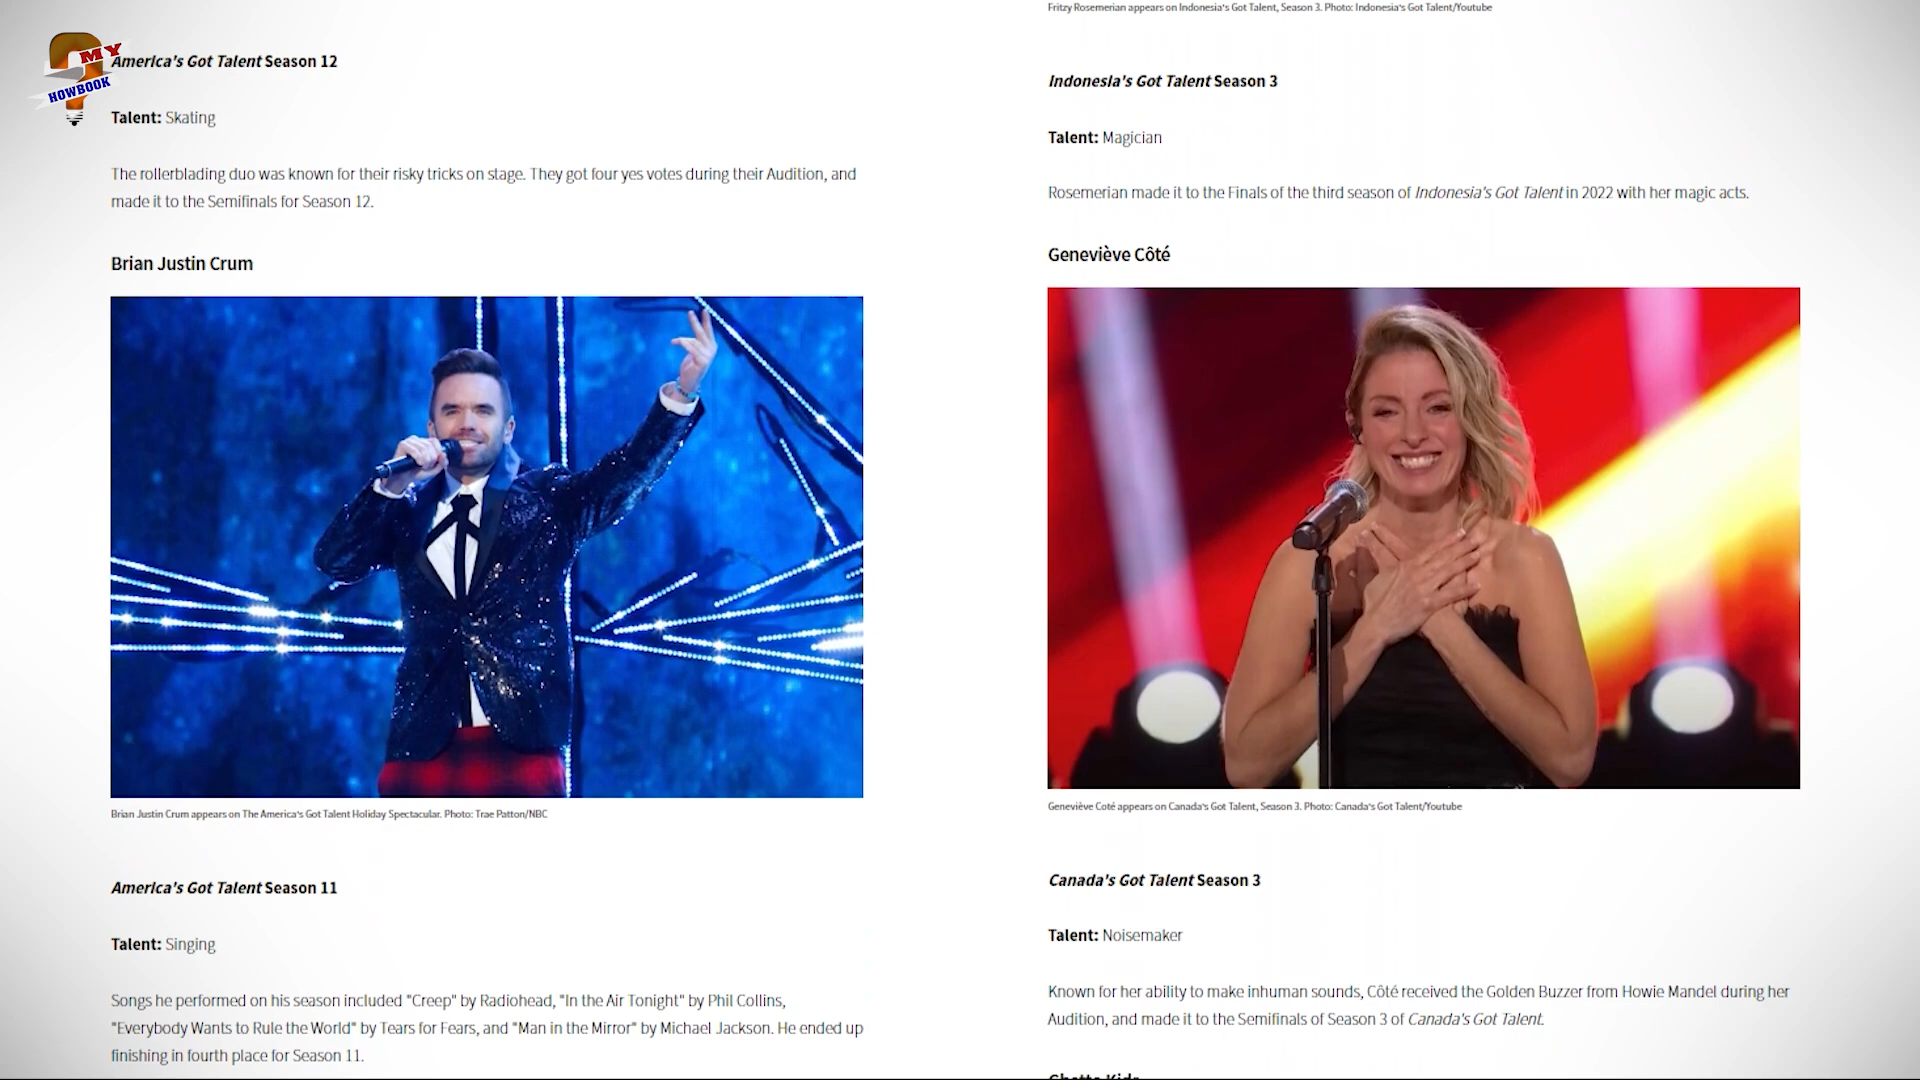 MY
HOWBOOK
America's Got Talent Season 12
Talent: Skating
The rollerblading duo was known for their risky tricks on stage. They got four yes votes during their Audition, and
made it to the Semifinals for Season 12.
Brian Justin Crum
Brian Justin Crum appears on The America's Got Talent Holiday Spectacular. Photo: Trae Patton/NBC
America's Got Talent Season 11
Talent: Singing
Songs he performed on his season included "Creep" by Radiohead, "In the Air Tonight" by Phil Collins,
"Everybody Wants to Rule the World" by Tears for Fears, and "Man in the Mirror" by Michael Jackson. He ended up
finishing in fourth place for Season 11.
Fritzy Rosemerian appears on Indonesia's Got Talent, Season 3. Photo: Indonesia's Got Talent/Youtube
Indonesia's Got Talent Season 3
Talent: Magician
Rosemerian made it to the Finals of the third season of Indonesia's Got Talent in 2022 with her magic acts.
Geneviève Côté
Geneviève Coté appears on Canada's Got Talent, Season 3. Photo: Canada's Got Talent/Youtube
Canada's Got Talent Season 3
Talent: Noisemaker
Known for her ability to make inhuman sounds, Côté received the Golden Buzzer from Howie Mandel during her
Audition, and made it to the Semifinals of Season 3 of Canada's Got Talent.